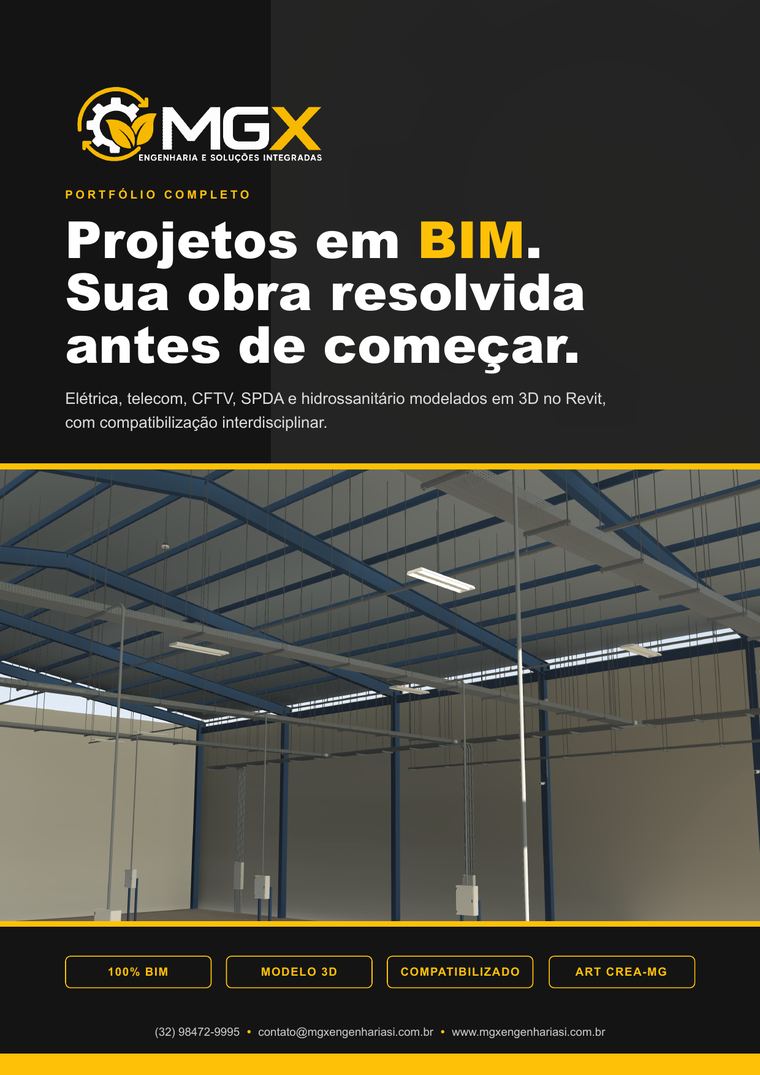 MGX
ENGENHARIA E SOLUÇÕES INTEGRADAS
PORTFÓLIO COMPLETO
Projetos em BIM.
Sua obra resolvida
antes de começar.
Elétrica, telecom, CFTV, SPDA e hidrossanitário modelados em 3D no Revit,
com compatibilização interdisciplinar.
100% BIM
MODELO 3D
COMPATIBILIZADO
ART CREA-MG
(32) 98472-9995 • contato@mgxengenhariasi.com.br • www.mgxengenhariasi.com.br